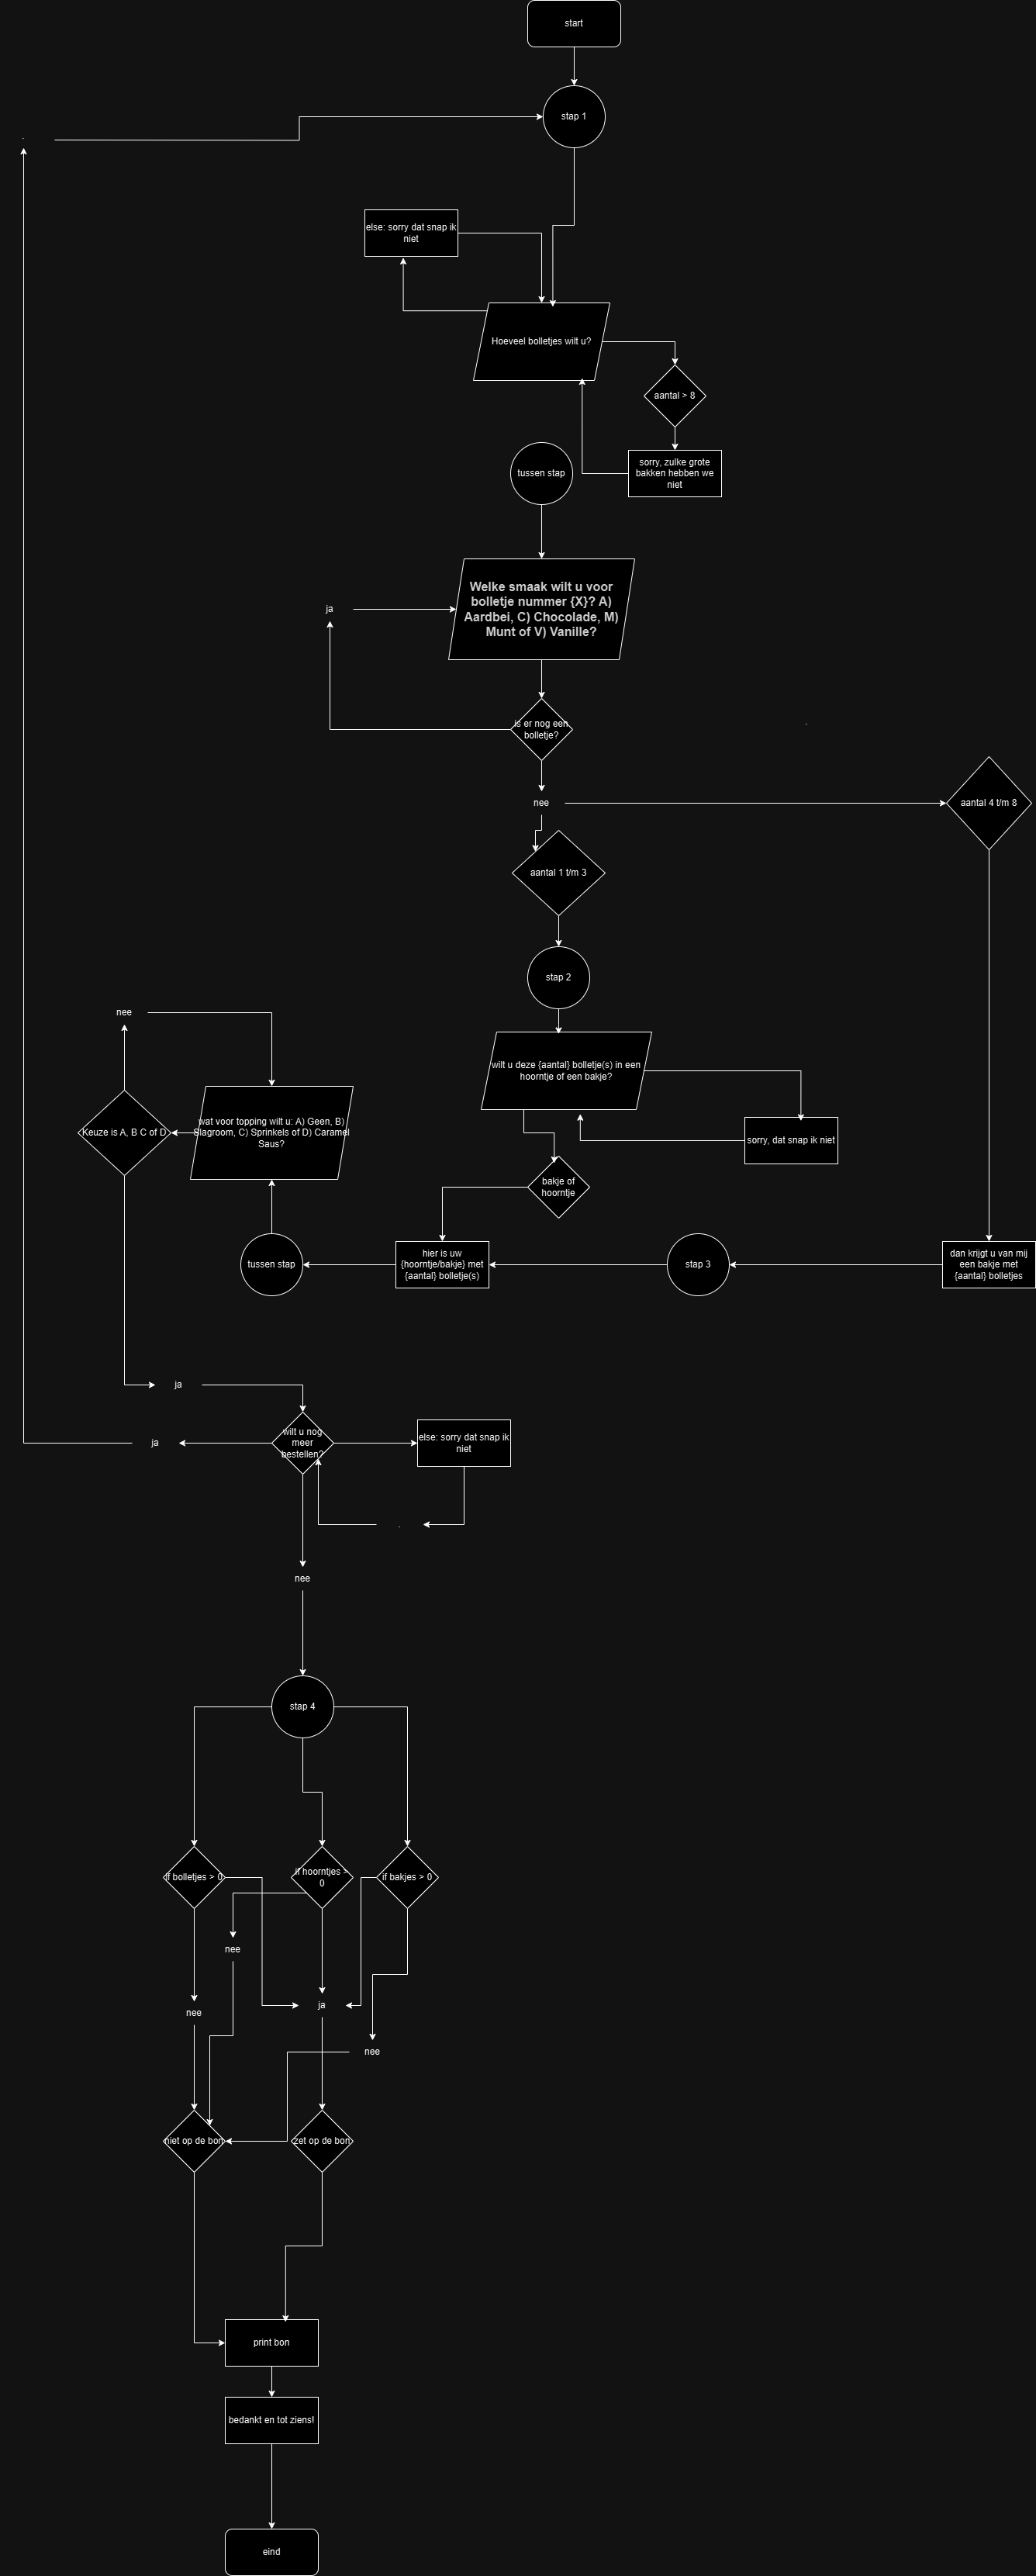 start
stap 1
else: sorry dat snap ik
niet
Hoeveel bolletjes wilt u?
aantal > 8
sorry, zulke grote
bakken hebben we
niet
tussen stap
Welke smaak wilt u voor
bolletje nummer {X}? A)
Aardbei, C) Chocolade, M)
Munt of V) Vanille?
ja
is er nog een
bolletje?
nee
aantal 4 t/m 8
aantal 1 t/m 3
stap 2
nee
wilt u deze {aantal} bolletje(s) in een
hoorntje of een bakje?
wat voor topping wilt u: A) Geen, B)
Slagroom, C) Sprinkels of D) Caramel
Saus?
Keuze is A, B C of D
sorry, dat snap ik niet
bakje of
hoorntje
hier is uw
{hoorntje/bakje} met
{aantal} bolletje(s)
tussen stap
stap 3
dan krijgt u van mij
een bakje met
{aantal} bolletjes
ja
wilt u nog
meer
bestellen?
ja
else: sorry dat snap ik
niet
.
nee
stap 4
if bolletjes > 0
if hoorntjes >
0
if bakjes > 0
nee
ja
nee
nee
niet op de bon
zet op de bon
print bon
bedankt en tot ziens!
eind